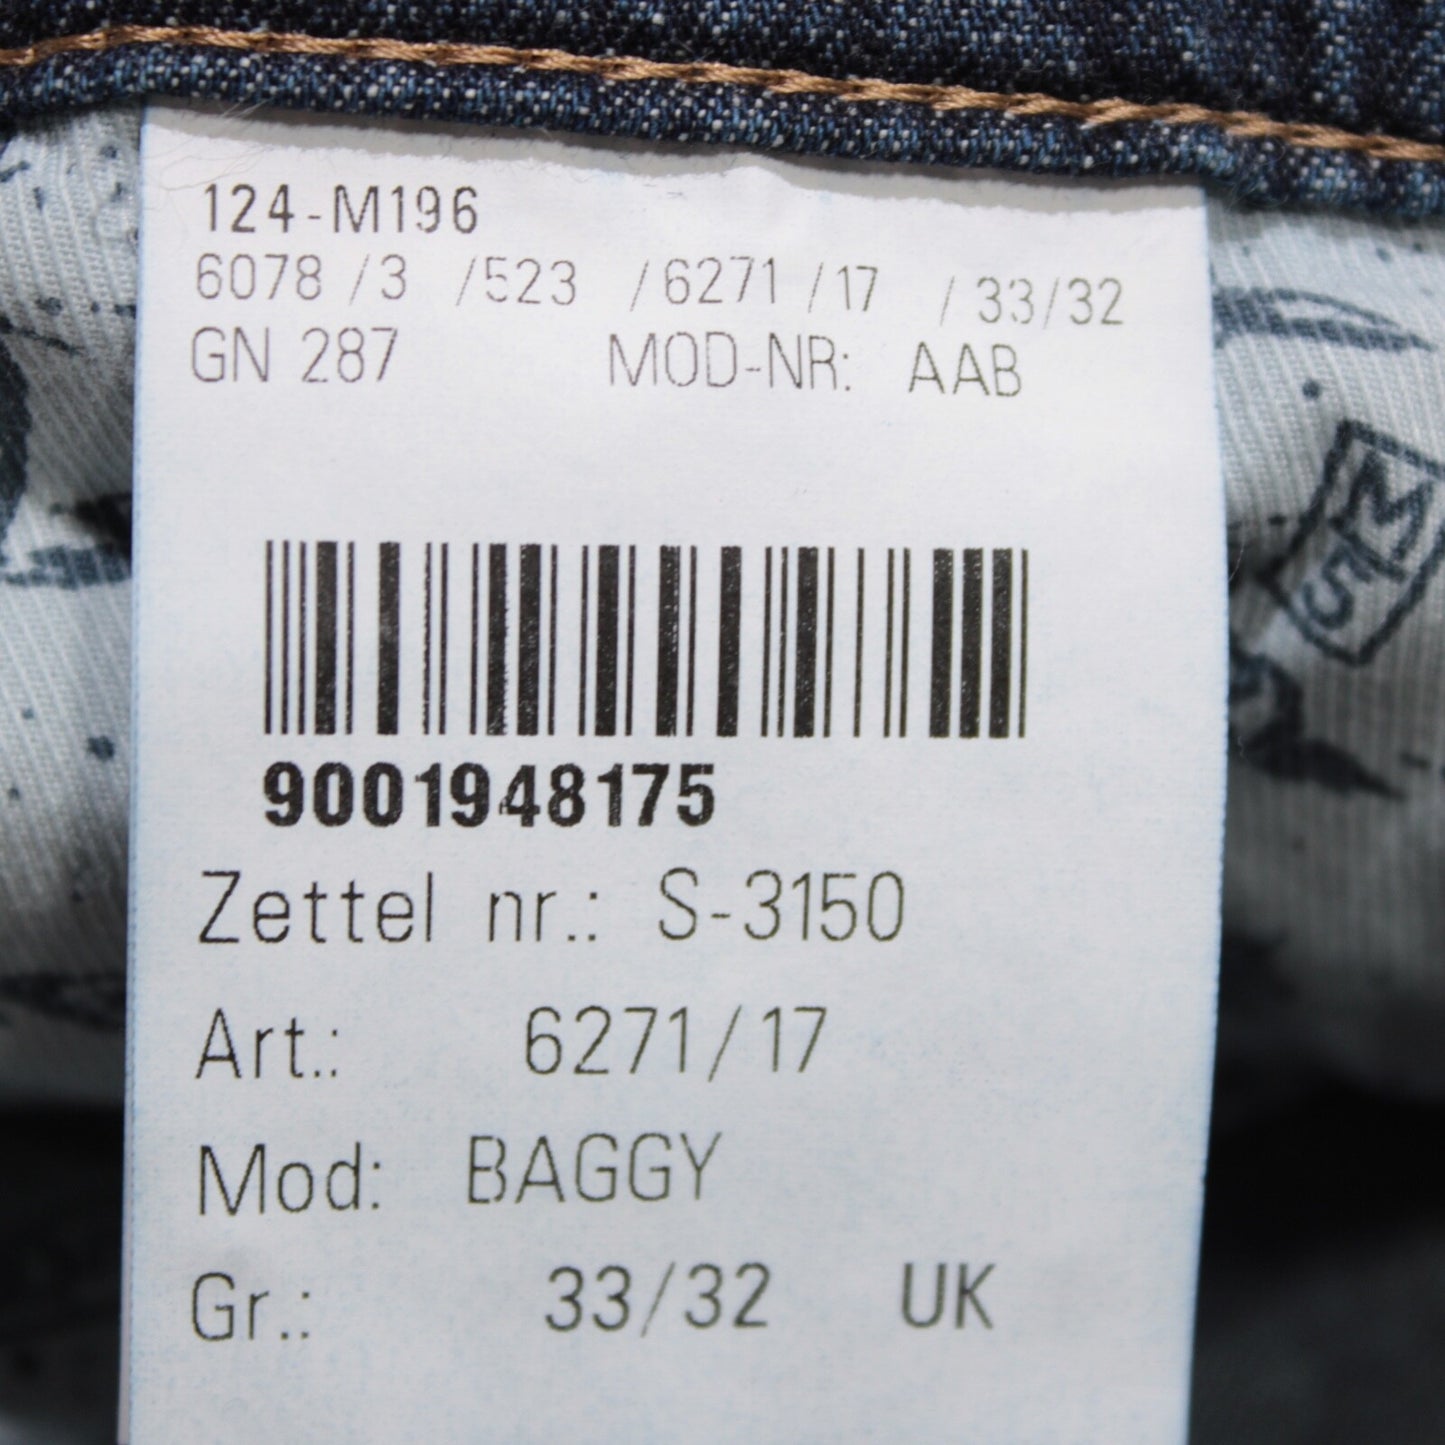 124-M196
6078 /3 /523 /6271 /17 / 33/32
GN 287 MOD-NR: AAB
9001948175
Zettel nr.: S-3150
Art.: 6271/17
Mod: BAGGY
Gr.: 33/32 UK
M
5